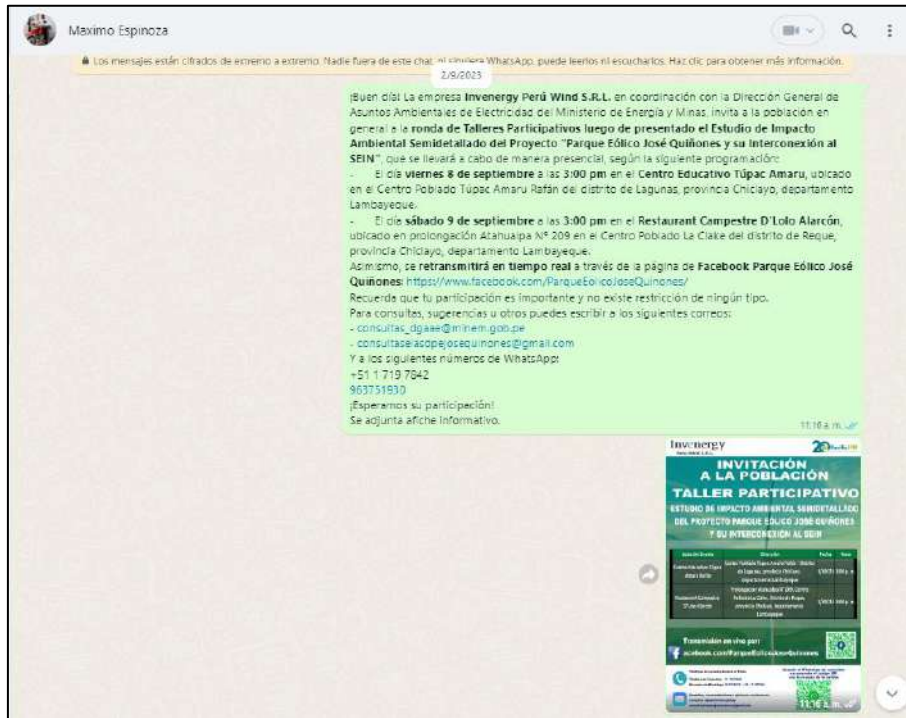 Maximo Espinoza
Los mensajes están cifrados de extremo a extremo. Nadie fuera de este chat, ni siquiera WhatsApp, puede leerlos ni escucharlos. Haz clic para obtener más información.
2/9/2023
¡Buen día! La empresa Invenergy Perú Wind S.R.L. en coordinación con la Dirección General de
Asuntos Ambientales de Electricidad del Ministerio de Energía y Minas, invita a la población en
general a la ronda de Talleres Participativos luego de presentado el Estudio de Impacto
Ambiental Semidetallado del Proyecto "Parque Eólico José Quiñones y su Interconexión al
SEIN", que se llevará a cabo de manera presencial, según la siguiente programación:
- El día viernes 8 de septiembre a las 3:00 pm en el Centro Educativo Túpac Amaru, ubicado
en el Centro Poblado Túpac Amaru Rafán del distrito de Lagunas, provincia Chiclayo, departamento
Lambayeque.
- El día sábado 9 de septiembre a las 3:00 pm en el Restaurant Campestre D'Lolo Alarcón,
ubicado en prolongación Atahualpa Nº 209 en el Centro Poblado La Clake del distrito de Reque,
provincia Chiclayo, departamento Lambayeque.
Asimismo, se retransmitirá en tiempo real a través de la página de Facebook Parque Eólico José
Quiñones: https://www.facebook.com/ParqueEolicoJoseQuinones/
Recuerda que tu participación es importante y no existe restricción de ningún tipo.
Para consultas, sugerencias u otros puedes escribir a los siguientes correos:
- consultas_dgaae@minem.gob.pe
- consultaseiasdpejosequinones@gmail.com
Y a los siguientes números de WhatsApp:
+51 1 719 7842
963751930
¡Esperamos su participación!
Se adjunta afiche informativo.
11:16 a. m.
Invenergy
INVITACIÓN
A LA POBLACIÓN
TALLER PARTICIPATIVO
ESTUDIO DE IMPACTO AMBIENTAL SEMIDETALLADO
DEL PROYECTO PARQUE EÓLICO JOSÉ QUIÑONES
Y SU INTERCONEXIÓN AL SEIN
Transmisión en vivo por:
facebook.com/ParqueEolicoJoseQuinones
11:16 a. m.